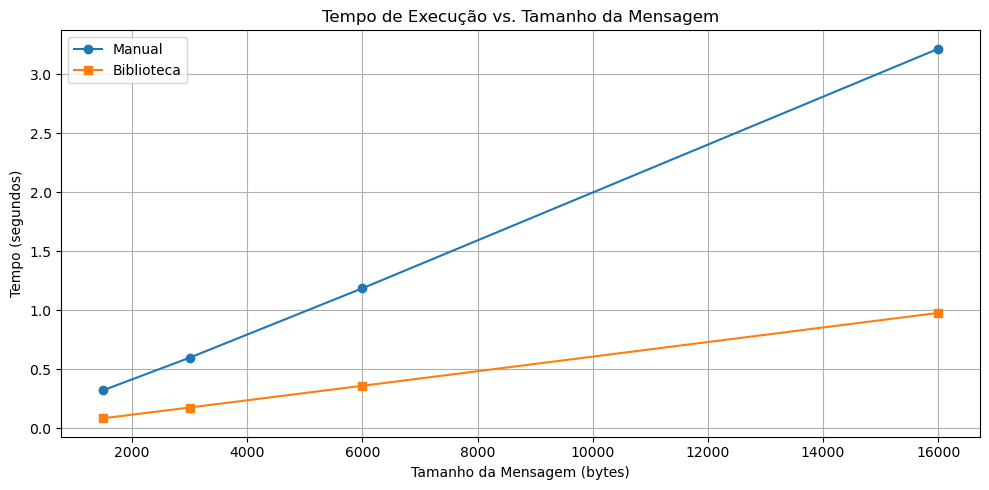 Tempo de Execução vs. Tamanho da Mensagem
Manual
Biblioteca
Tempo (segundos)
3.0
2.5
2.0
1.5
1.0
0.5
0.0
2000 4000 6000 8000 10000 12000 14000 16000
Tamanho da Mensagem (bytes)